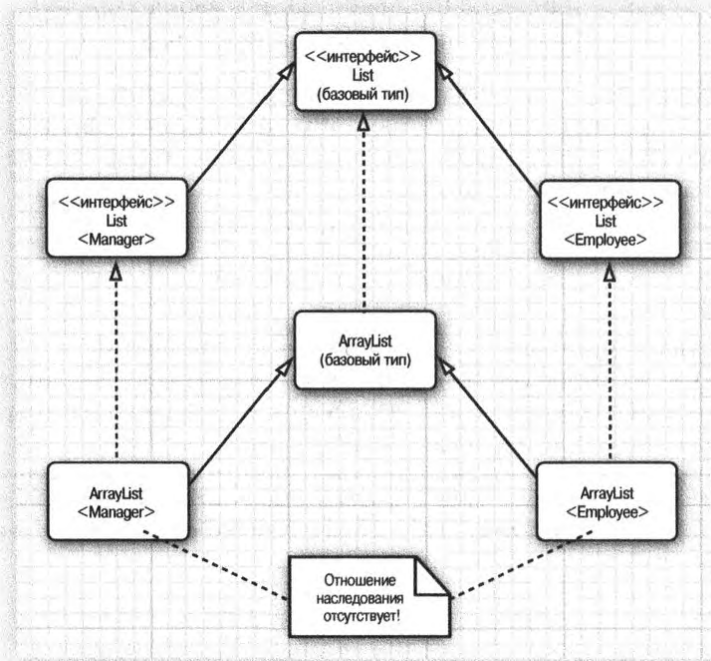 <<интерфейс>>
List
(базовый тип)
<<интерфейс>>
List
<Manager>
<<интерфейс>>
List
<Employee>
ArrayList
(базовый тип)
ArrayList
<Manager>
ArrayList
<Employee>
Отношение
наследования
отсутствует!